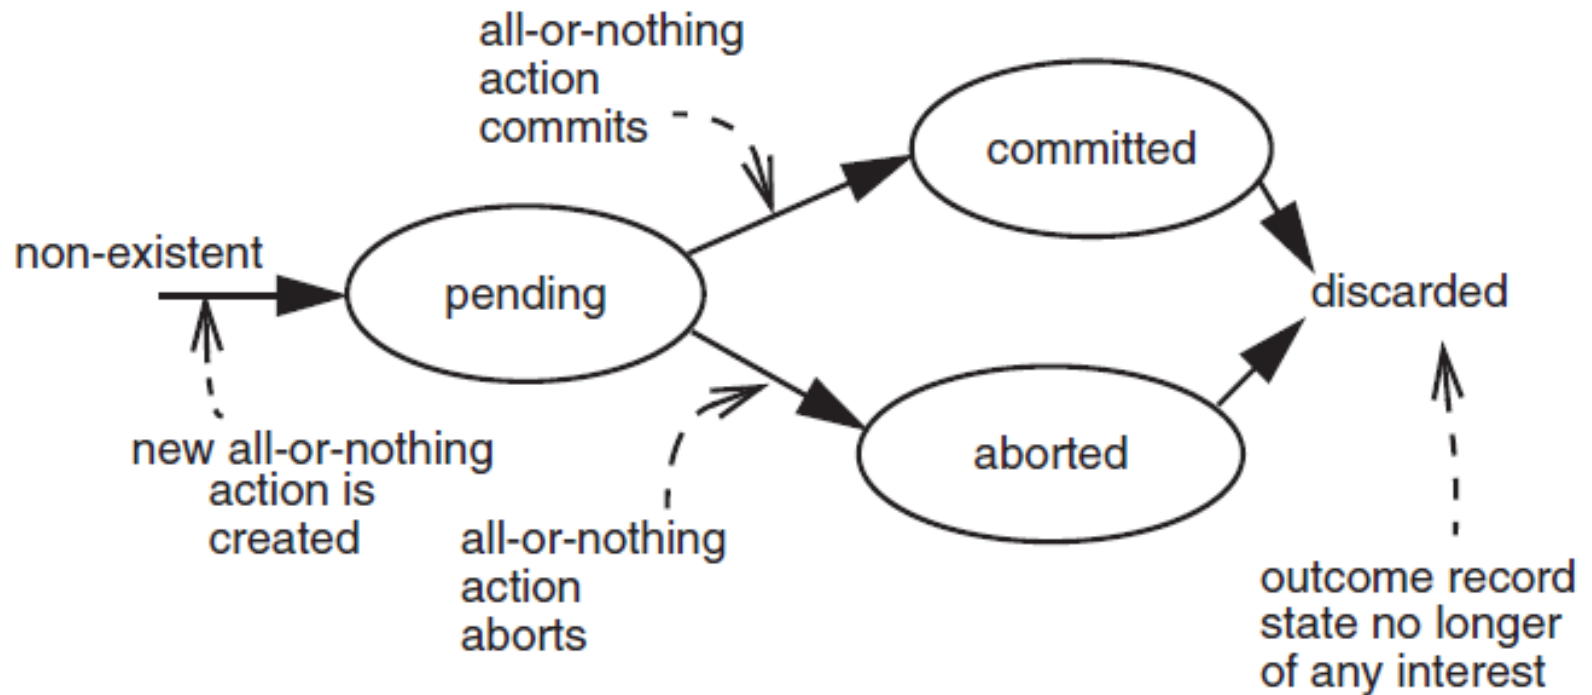 all-or-nothing
action
commits
committed
non-existent
pending
discarded
new all-or-nothing
action is
created
all-or-nothing
action
aborts
aborted
outcome record
state no longer
of any interest